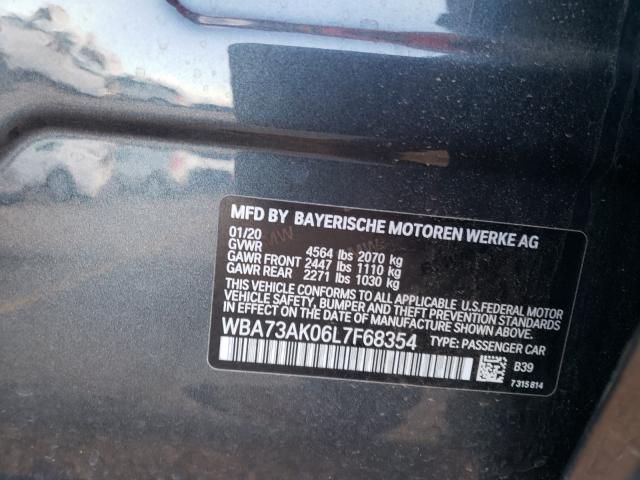 MFD BY BAYERISCHE MOTOREN WERKE AG
01/20
GVWR 4564 lbs 2070 kg
GAWR FRONT 2447 lbs 1110 kg
GAWR REAR 2271 lbs 1030 kg
THIS VEHICLE CONFORMS TO ALL APPLICABLE U.S.FEDERAL MOTOR
VEHICLE SAFETY, BUMPER, AND THEFT PREVENTION STANDARDS
IN EFFECT ON THE DATE OF MANUFACTURE SHOWN ABOVE.
WBA73AK06L7F68354 TYPE: PASSENGER CAR
B39
7315814